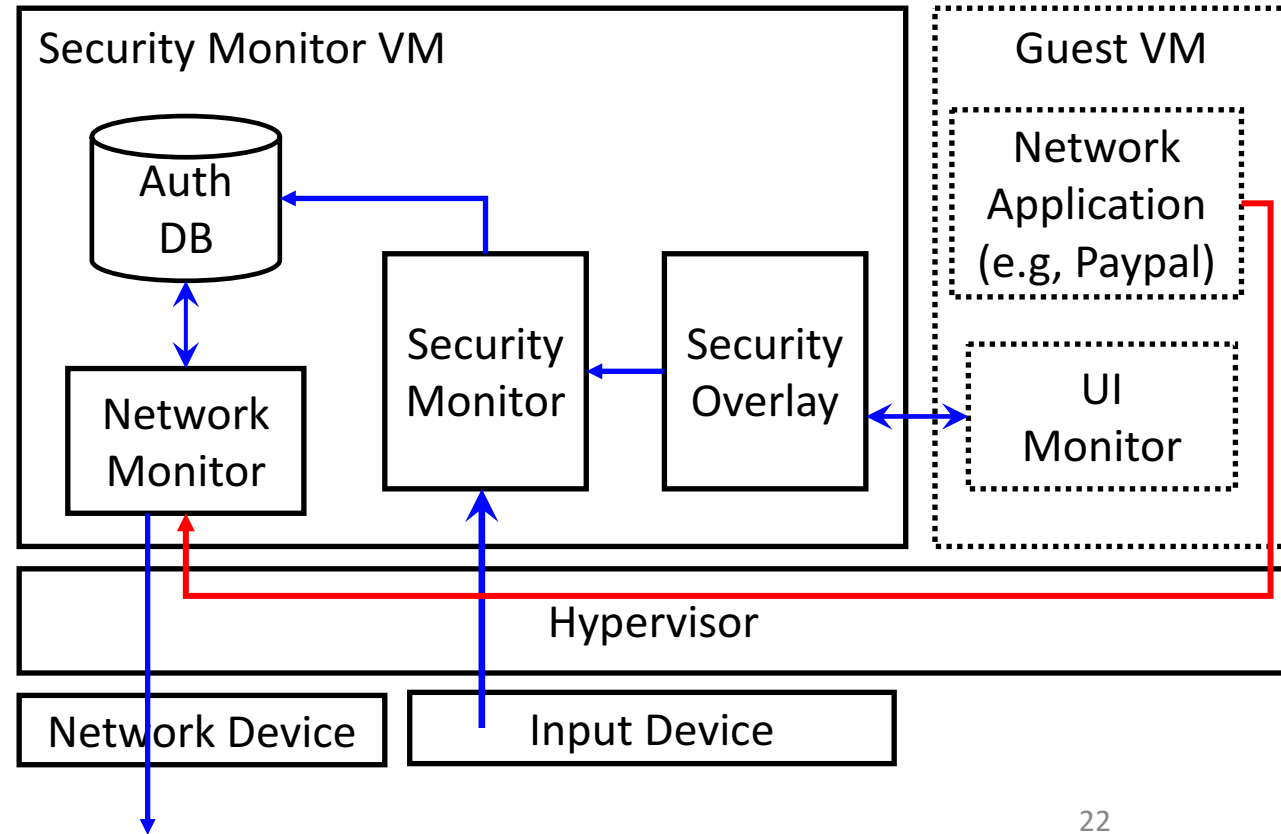 Security Monitor VM
Guest VM
Auth
DB
Network
Application
(e.g, Paypal)
Security
Monitor
Security
Overlay
UI
Monitor
Network
Monitor
Hypervisor
Network Device
Input Device
22